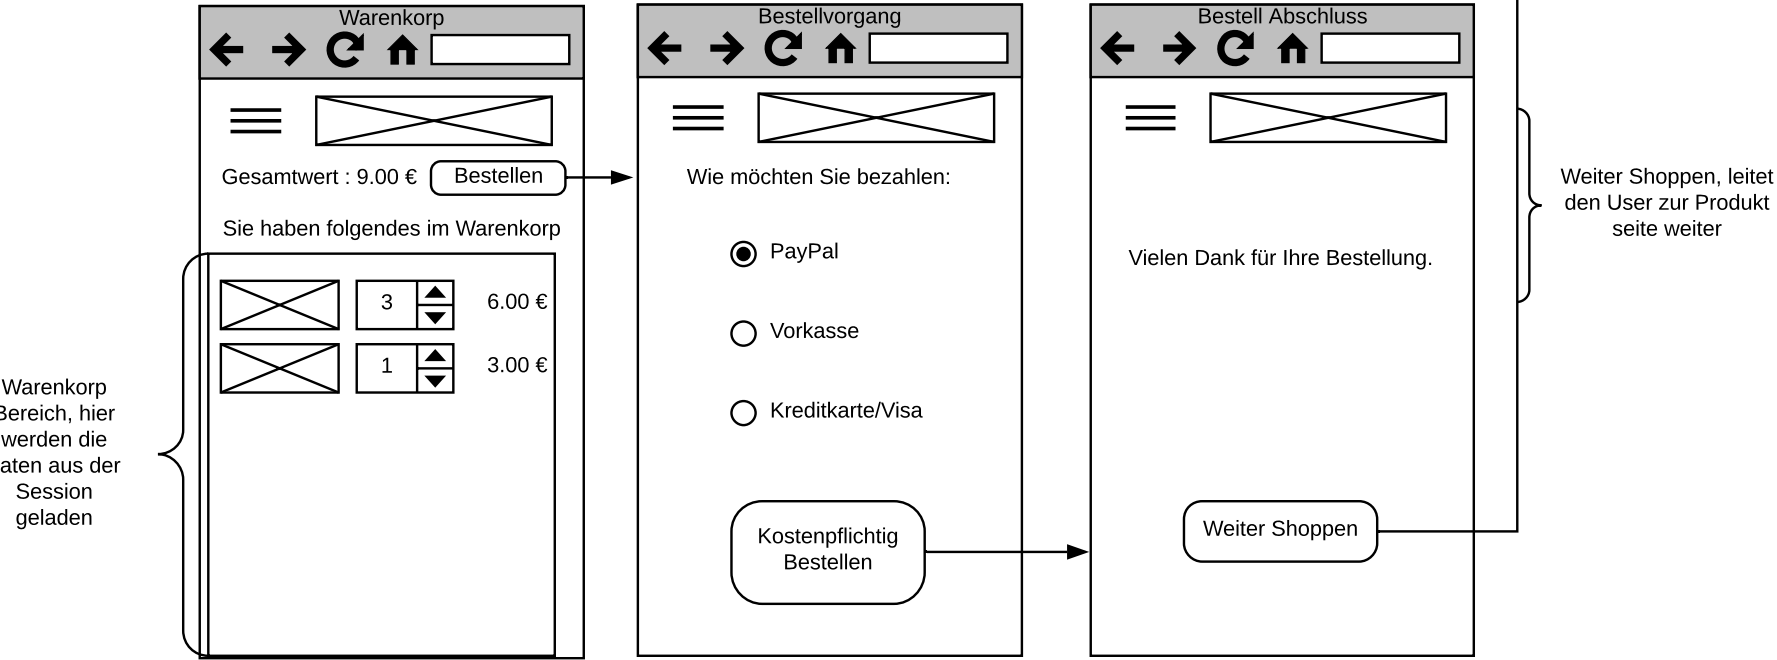 Warenkorp
Gesamtwert : 9.00 €
Bestellen
Sie haben folgendes im Warenkorp
3
6.00 €
1
3.00 €
Warenkorp
Bereich, hier
werden die
aten aus der
Session
geladen
Bestellvorgang
Wie möchten Sie bezahlen:
PayPal
Vorkasse
Kreditkarte/Visa
Kostenpflichtig
Bestellen
Bestell Abschluss
Vielen Dank für Ihre Bestellung.
Weiter Shoppen
Weiter Shoppen, leitet
den User zur Produkt
seite weiter